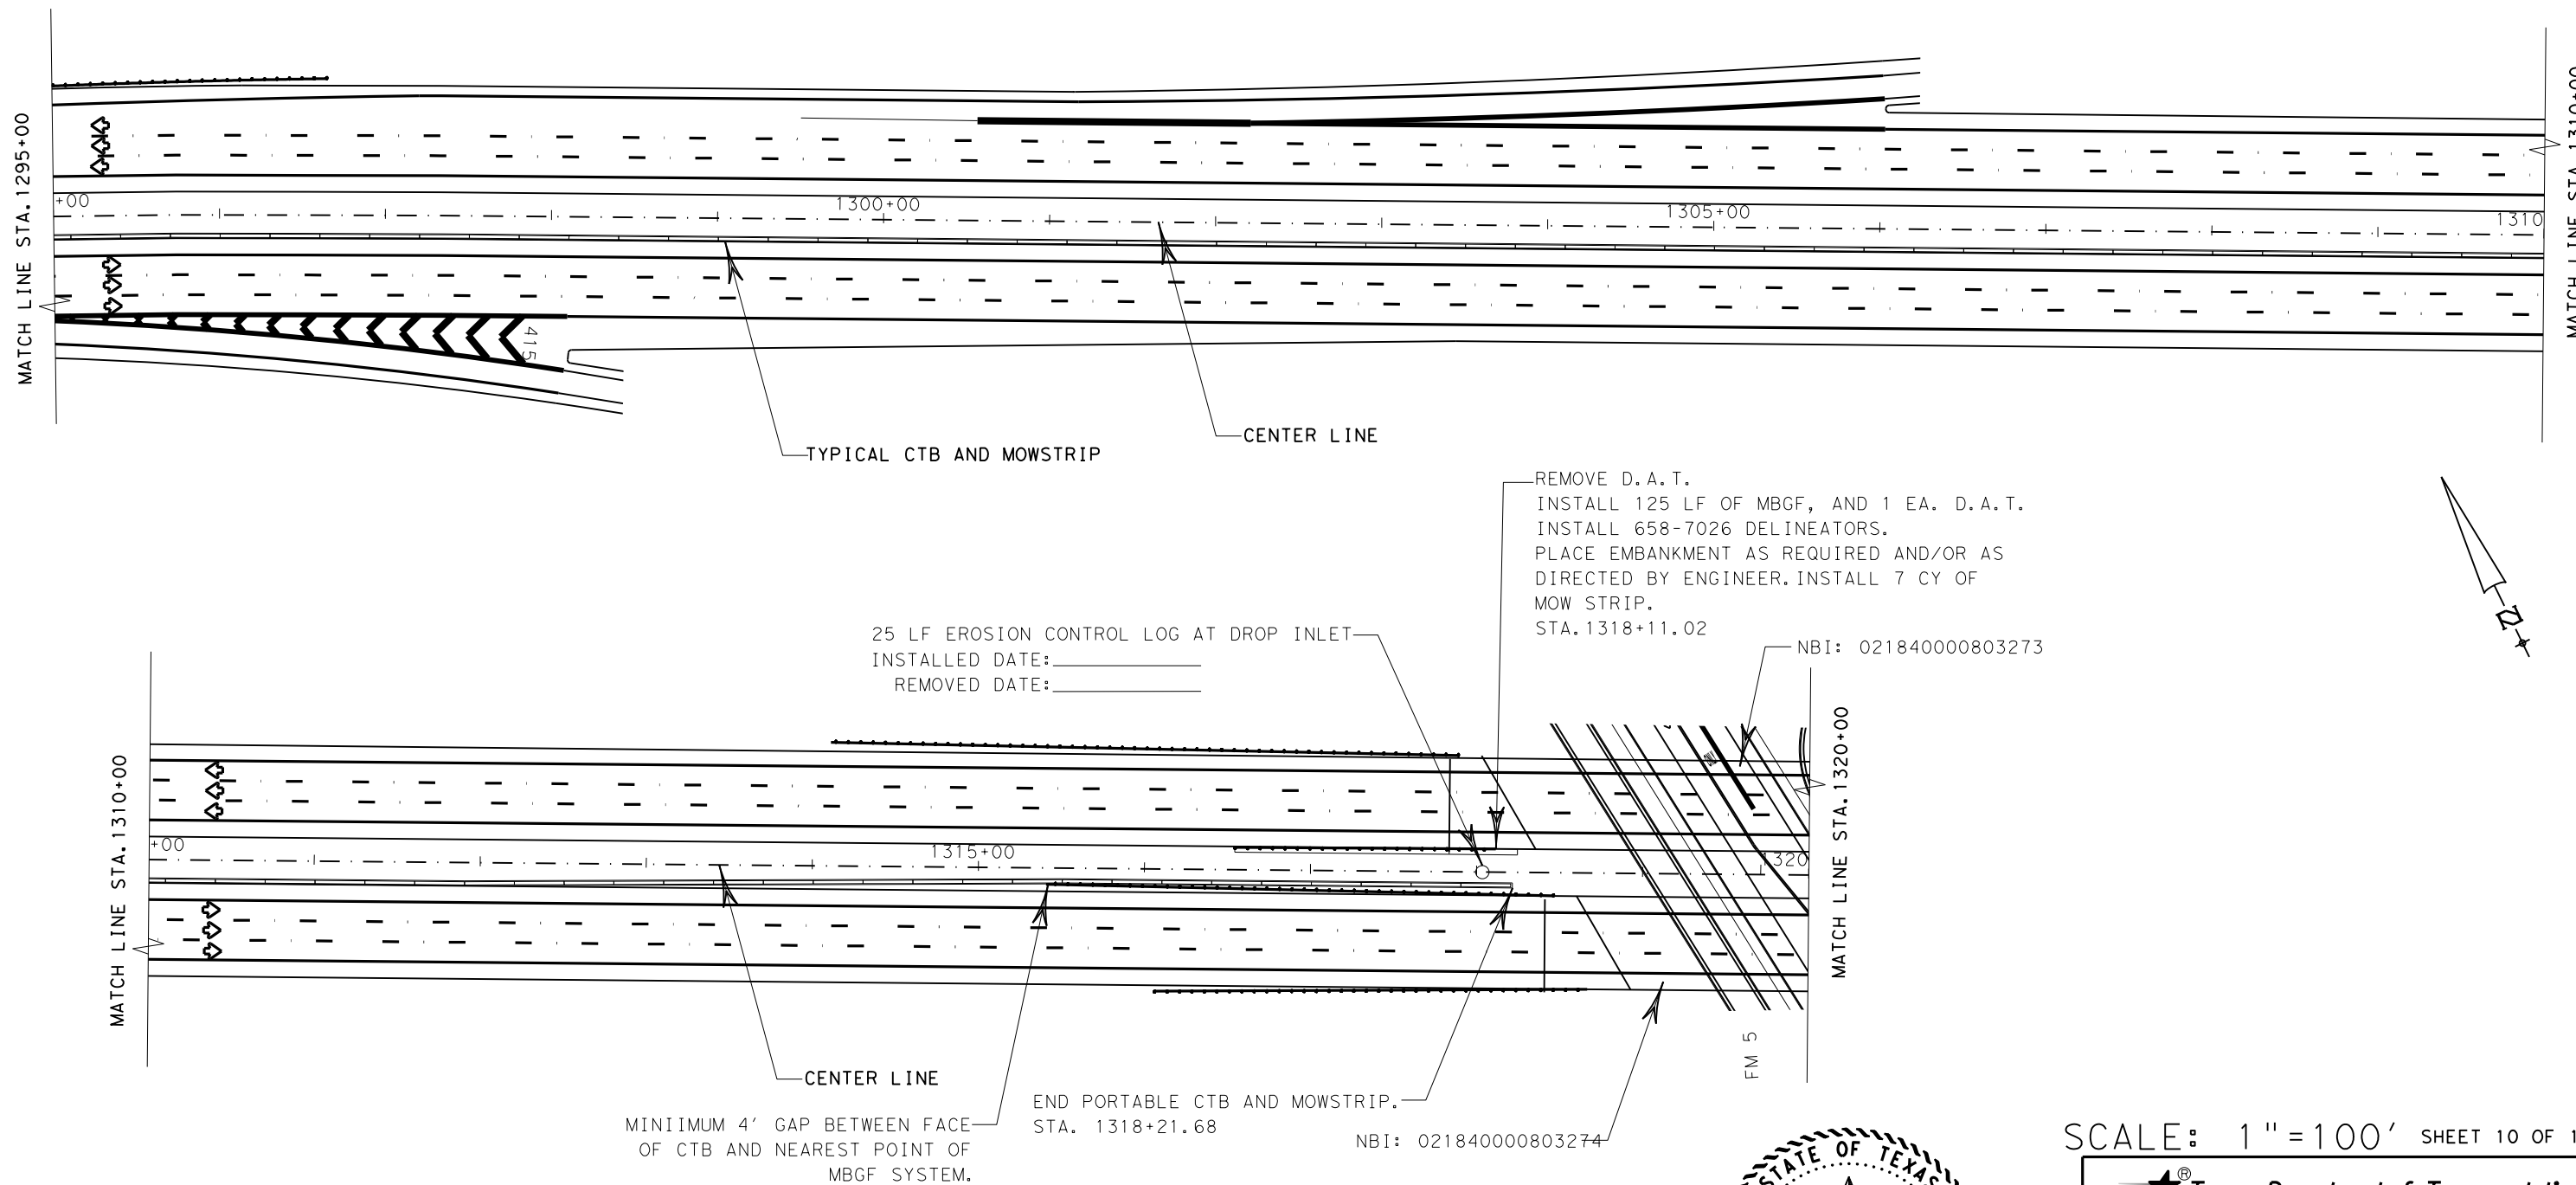 MATCH LINE STA. 1295+00
+00
1300+00
1305+00
1310
MATCH LINE STA. 1310+00
415
TYPICAL CTB AND MOWSTRIP
CENTER LINE
REMOVE D.A.T.
INSTALL 125 LF OF MBGF, AND 1 EA. D.A.T.
INSTALL 658-7026 DELINEATORS.
PLACE EMBANKMENT AS REQUIRED AND/OR AS
DIRECTED BY ENGINEER. INSTALL 7 CY OF
MOW STRIP.
STA. 1318+11.02
N
25 LF EROSION CONTROL LOG AT DROP INLET
INSTALLED DATE:
REMOVED DATE:
NBI: 021840000803273
MATCH LINE STA. 1310+00
+00
1315+00
1320
MATCH LINE STA. 1320+00
FM 5
CENTER LINE
MINIIMUM 4' GAP BETWEEN FACE
OF CTB AND NEAREST POINT OF
MBGF SYSTEM.
END PORTABLE CTB AND MOWSTRIP.
STA. 1318+21.68
NBI: 021840000803274
STATE OF TEXAS
SCALE: 1"=100' SHEET 10 OF
®